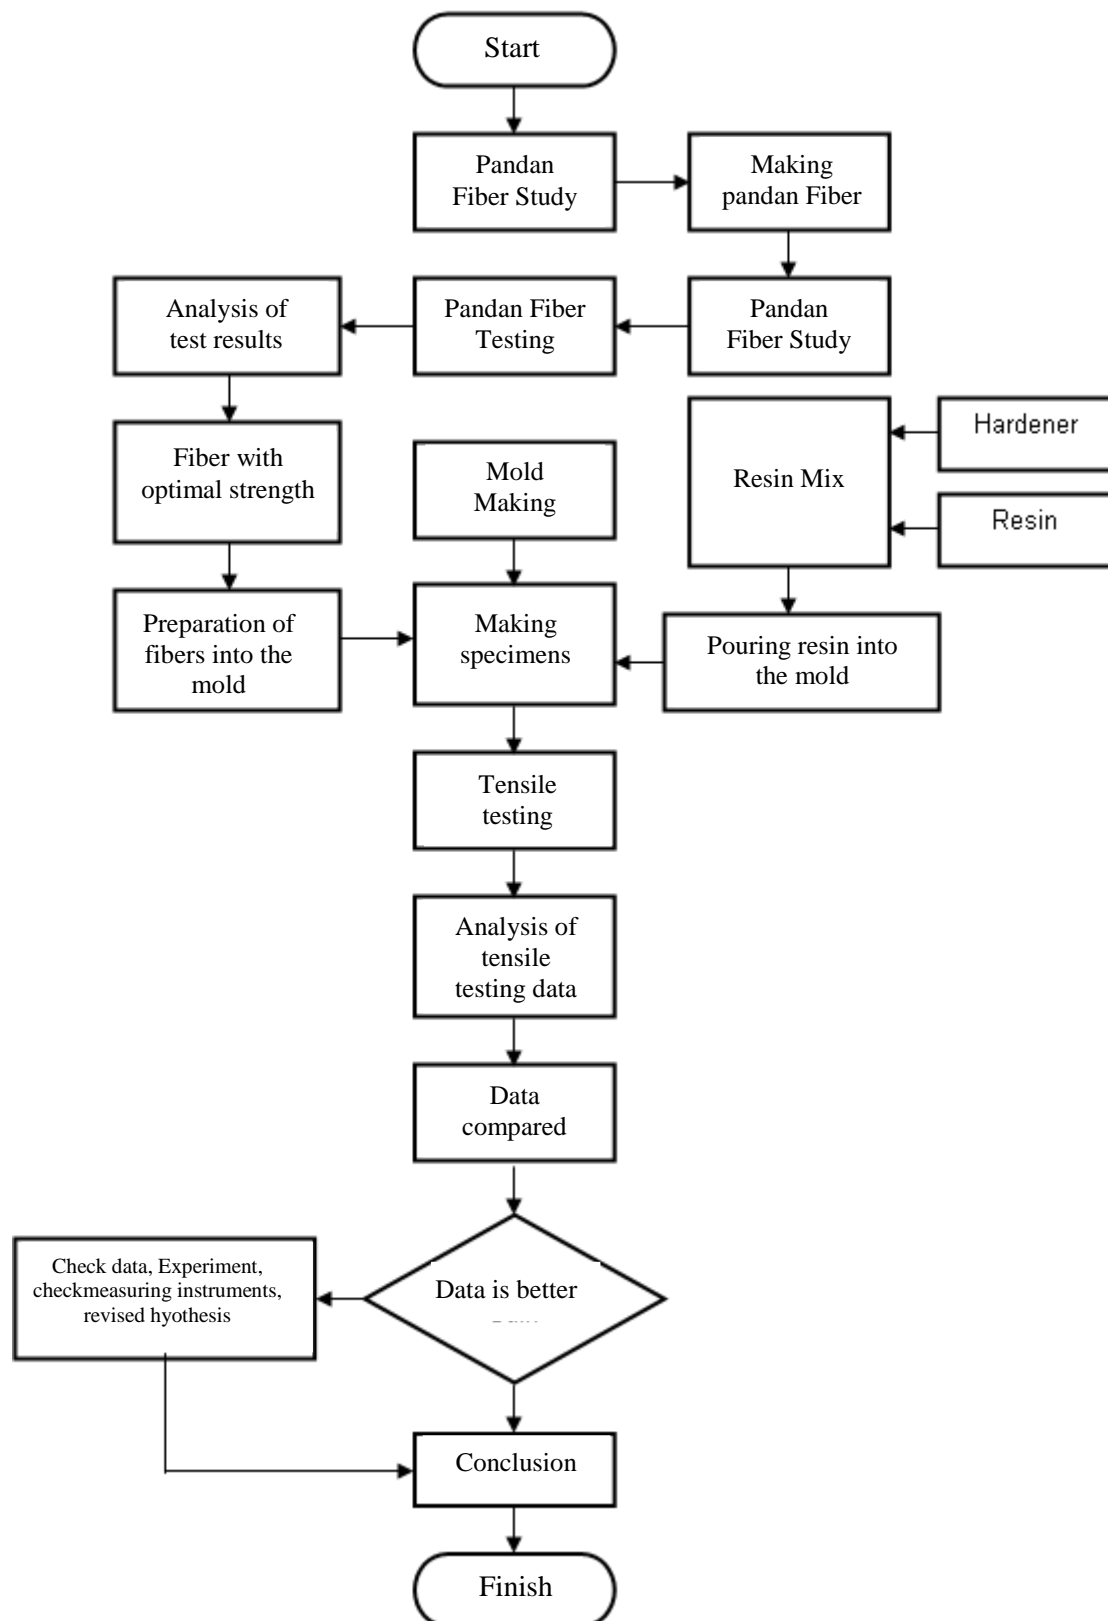 Start
Pandan
Fiber Study
Making
pandan Fiber
Analysis of
test results
Pandan Fiber
Testing
Pandan
Fiber Study
Fiber with
optimal strength
Mold
Making
Resin Mix
Hardener
Resin
Preparation of
fibers into the
mold
Making
specimens
Pouring resin into
the mold
Tensile
testing
Analysis of
tensile
testing data
Data
compared
Check data, Experiment,
checkmeasuring instruments,
revised hyothesis
Data is better
Conclusion
Finish